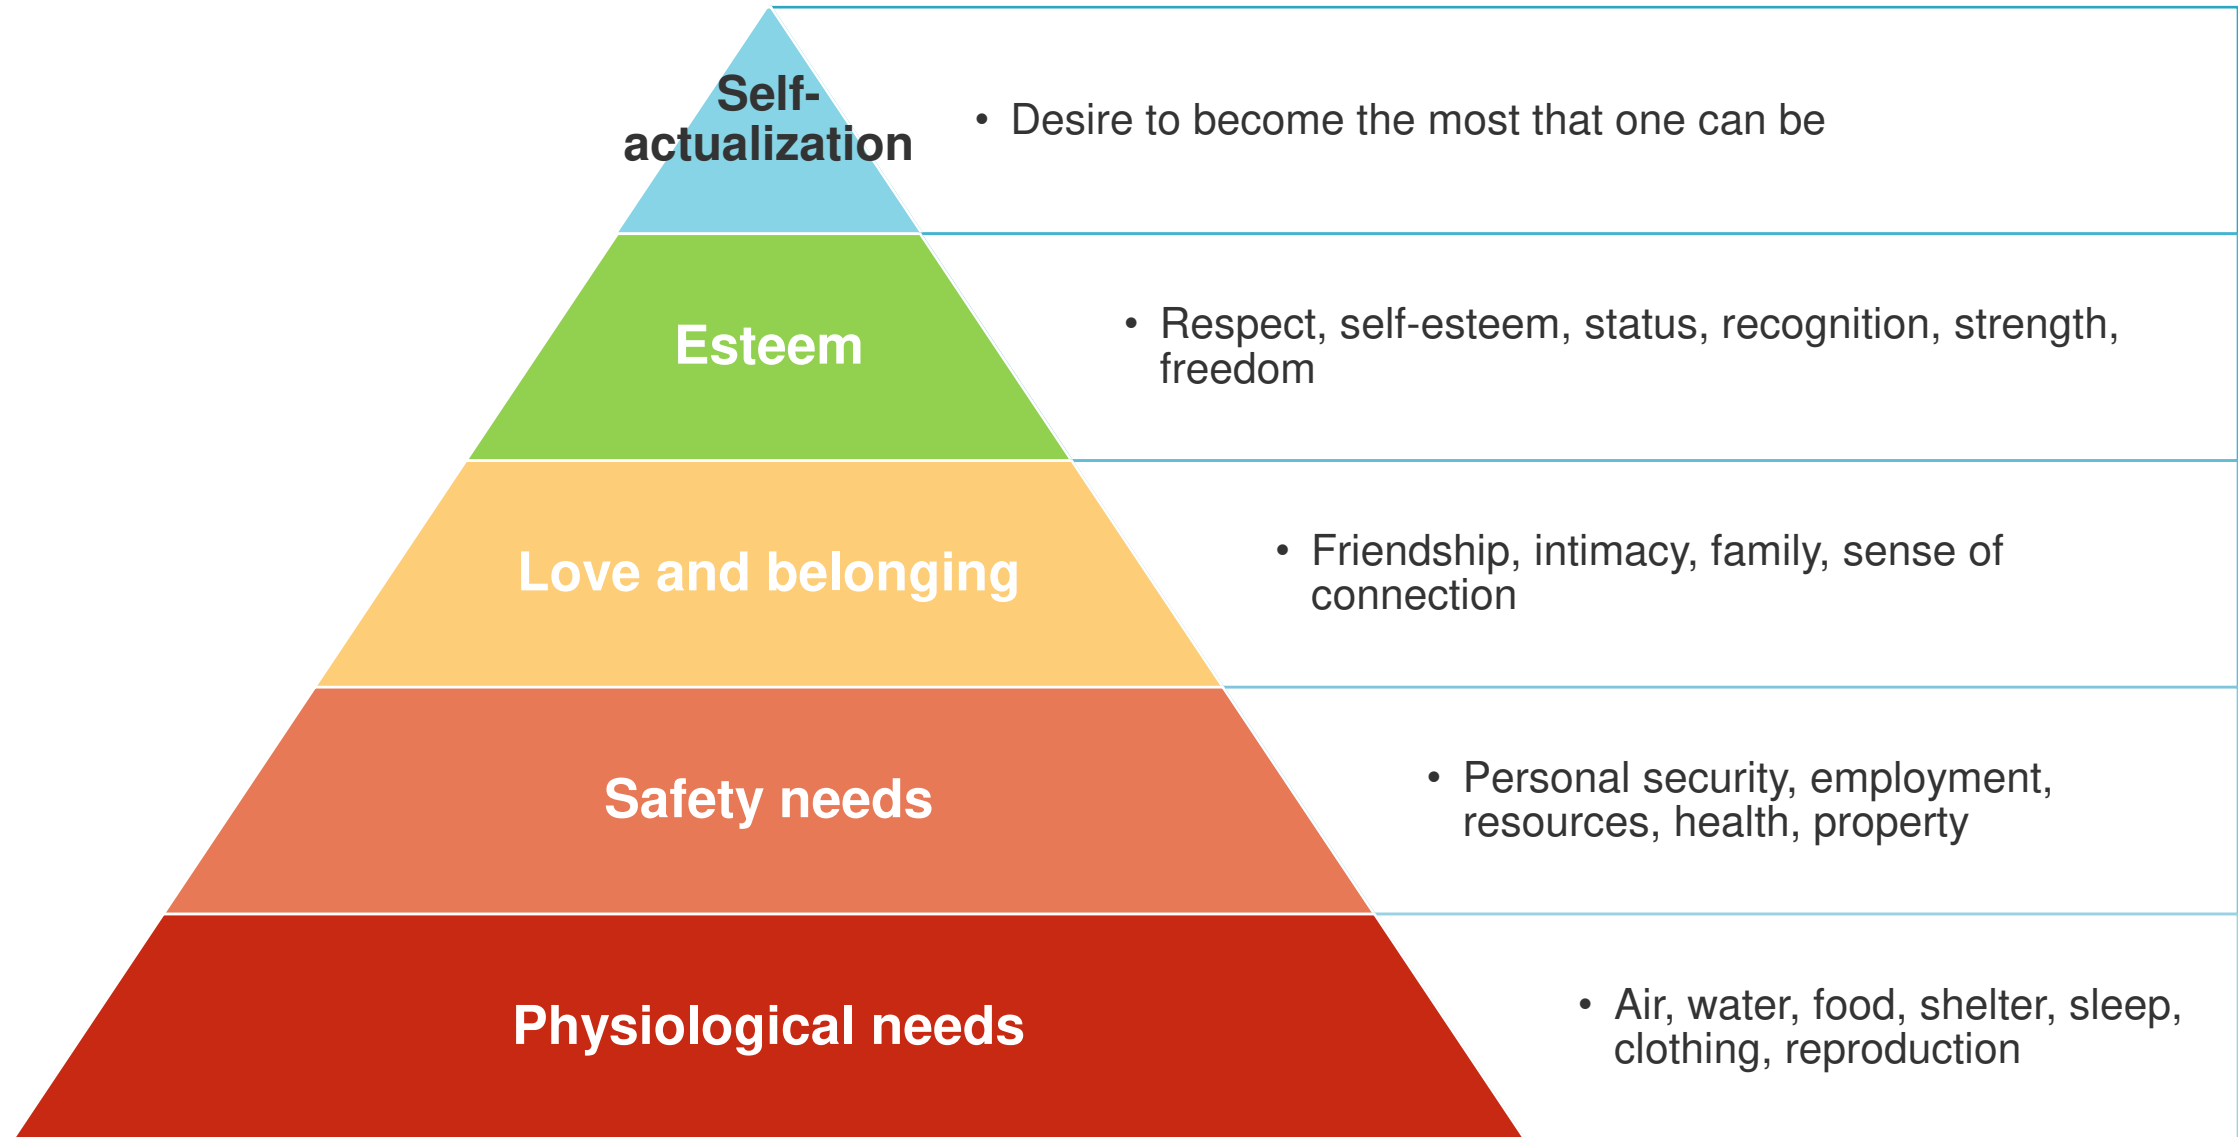 Self-
actualization
• Desire to become the most that one can be
Esteem
• Respect, self-esteem, status, recognition, strength,
freedom
Love and belonging
• Friendship, intimacy, family, sense of
connection
Safety needs
• Personal security, employment,
resources, health, property
Physiological needs
• Air, water, food, shelter, sleep,
clothing, reproduction